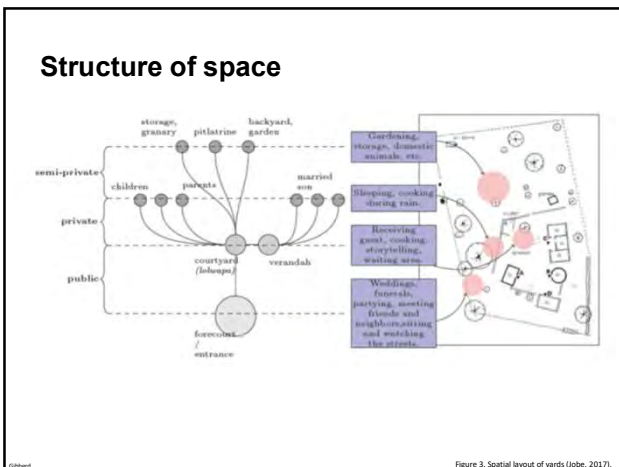 Structure of space
storage,
granary
pitlatrine
backyard,
garden
semi-private
children
parents
married
son
private
courtyard
(lolwapa)
verandah
public
forecourt
/
entrance
Gardening,
storage, domestic
animals, etc.
Sleeping, cooking
during rain.
Receiving
guest, cooking,
storytelling,
waiting area.
Weddings,
funerals,
partying, meeting
friends and
neighbors,sitting
and watching
the streets.
Gibberd
Figure 3. Spatial layout of yards (Jobe, 2017).